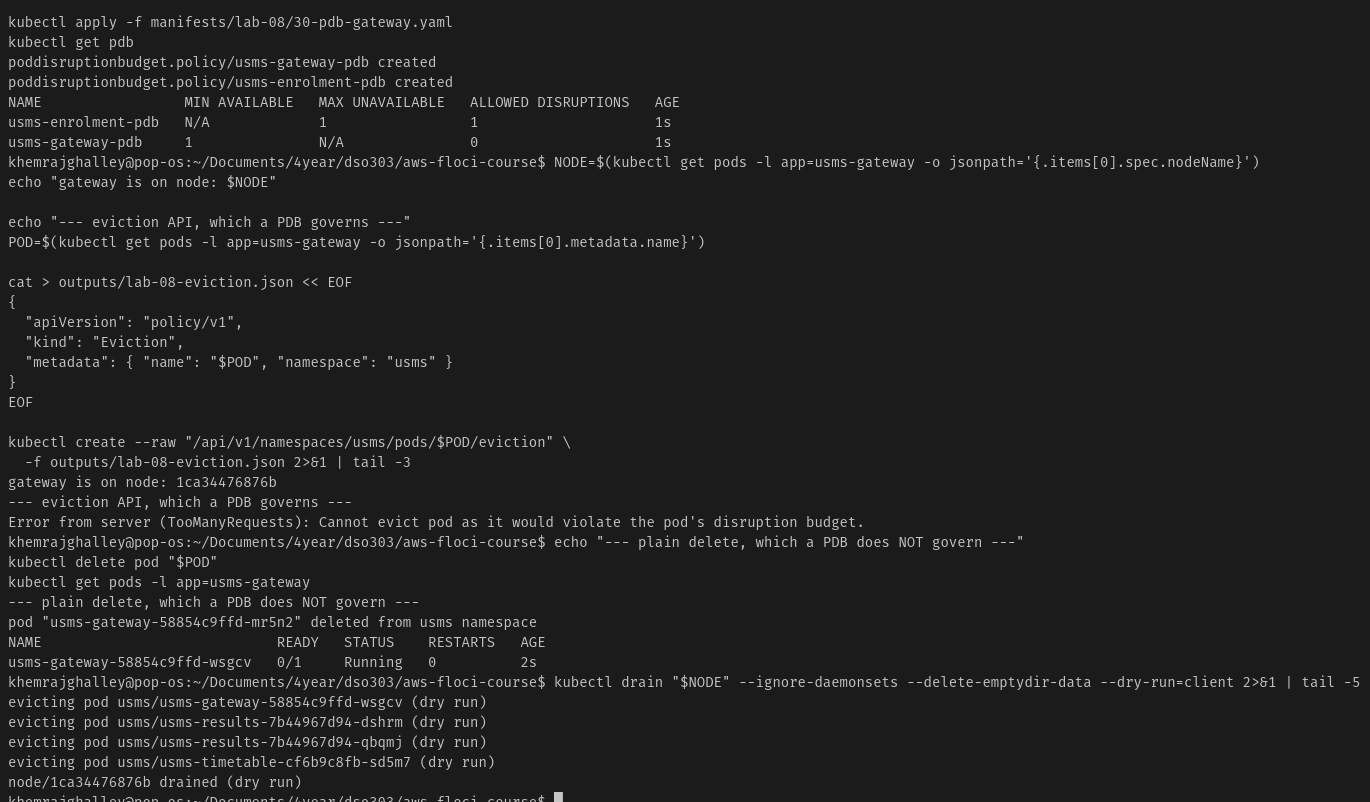 kubectl apply -f manifests/lab-08/30-pdb-gateway.yaml
kubectl get pdb
poddisruptionbudget.policy/usms-gateway-pdb created
poddisruptionbudget.policy/usms-enrolment-pdb created
NAME                 MIN AVAILABLE   MAX UNAVAILABLE   ALLOWED DISRUPTIONS   AGE
usms-enrolment-pdb   N/A             1                 1                     1s
usms-gateway-pdb     1               N/A               0                     1s
khemrajghalley@pop-os:~/Documents/4year/dso303/aws-floci-course$ NODE=$(kubectl get pods -l app=usms-gateway -o jsonpath='{.items[0].spec.nodeName}')
echo "gateway is on node: $NODE"

echo "--- eviction API, which a PDB governs ---"
POD=$(kubectl get pods -l app=usms-gateway -o jsonpath='{.items[0].metadata.name}')

cat > outputs/lab-08-eviction.json << EOF
{
  "apiVersion": "policy/v1",
  "kind": "Eviction",
  "metadata": { "name": "$POD", "namespace": "usms" }
}
EOF

kubectl create --raw "/api/v1/namespaces/usms/pods/$POD/eviction" \
  -f outputs/lab-08-eviction.json 2>&1 | tail -3
gateway is on node: 1ca34476876b
--- eviction API, which a PDB governs ---
Error from server (TooManyRequests): Cannot evict pod as it would violate the pod's disruption budget.
khemrajghalley@pop-os:~/Documents/4year/dso303/aws-floci-course$ echo "--- plain delete, which a PDB does NOT govern ---"
kubectl delete pod "$POD"
kubectl get pods -l app=usms-gateway
--- plain delete, which a PDB does NOT govern ---
pod "usms-gateway-58854c9ffd-mr5n2" deleted from usms namespace
NAME                            READY   STATUS    RESTARTS   AGE
usms-gateway-58854c9ffd-wsgcv   0/1     Running   0          2s
khemrajghalley@pop-os:~/Documents/4year/dso303/aws-floci-course$ kubectl drain "$NODE" --ignore-daemonsets --delete-emptydir-data --dry-run=client 2>&1 | tail -5
evicting pod usms/usms-gateway-58854c9ffd-wsgcv (dry run)
evicting pod usms/usms-results-7b44967d94-dshrm (dry run)
evicting pod usms/usms-results-7b44967d94-qbqmj (dry run)
evicting pod usms/usms-timetable-cf6b9c8fb-sd5m7 (dry run)
node/1ca34476876b drained (dry run)
khemrajghalley@pop-os:~/Documents/4year/dso303/aws-floci-course$